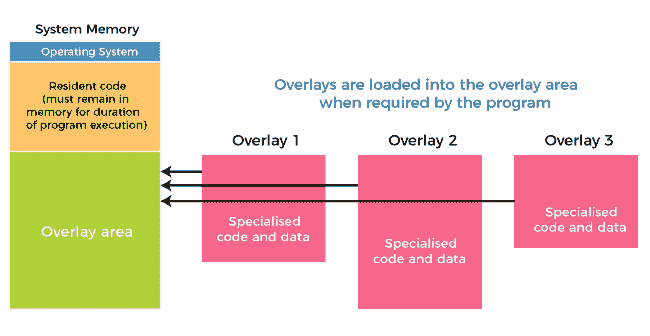 System Memory
Operating System
Resident code
(must remain in
memory for duration
of program execution)
Overlays are loaded into the overlay area
when required by the program
Overlay 1
Overlay 2
Overlay 3
Overlay area
Specialised
code and data
Specialised
code and data
Specialised
code and data